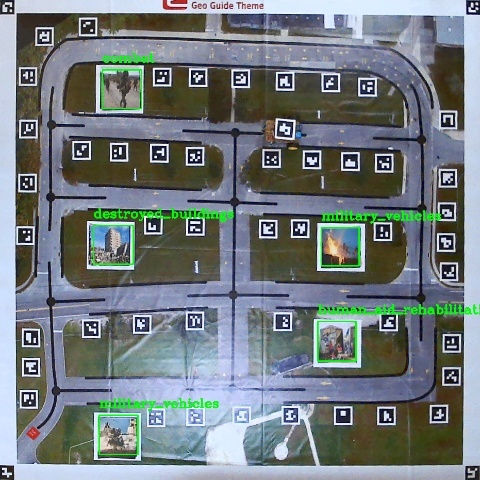 Geo Guide Theme
combat
destroyed_buildings
military_vehicles
human_aid_rehabilitat
military_vehicles